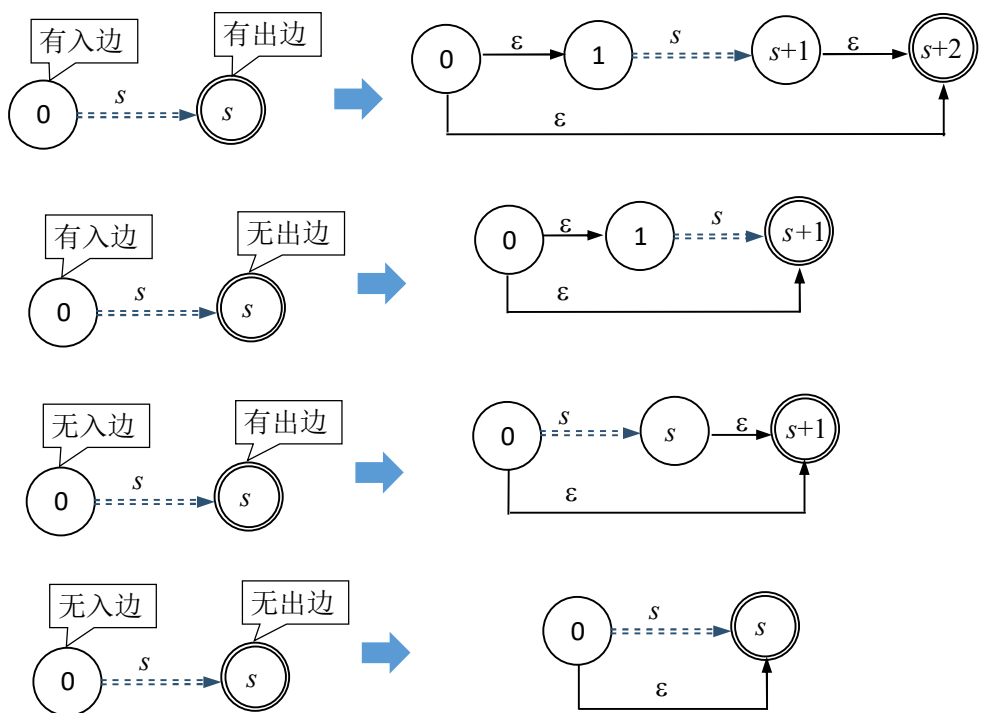 有入边 有出边
0 s s
0 ε 1 s s+1 ε s+2
ε
有入边 无出边
0 s s
0 ε 1 s s+1
ε
无入边 有出边
0 s s
0 s s ε s+1
ε
无入边 无出边
0 s s
0 s s
ε